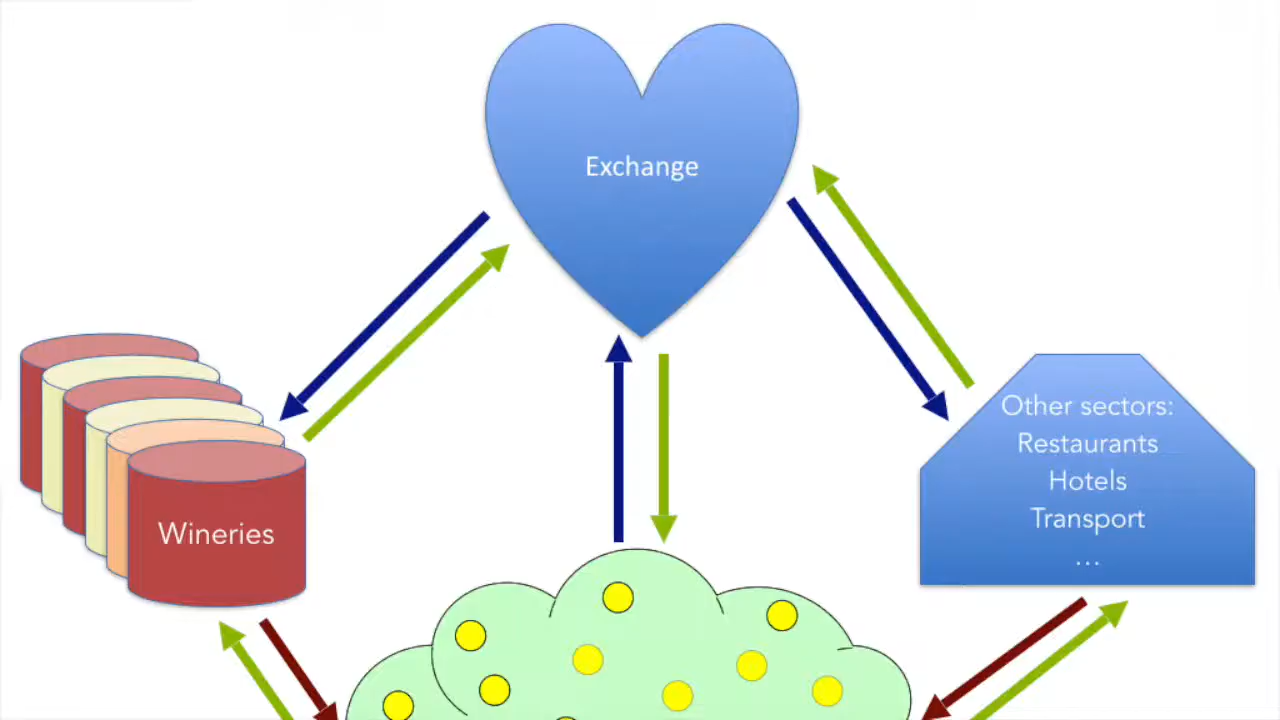 Exchange
Wineries
Other sectors:
Restaurants
Hotels
Transport
...